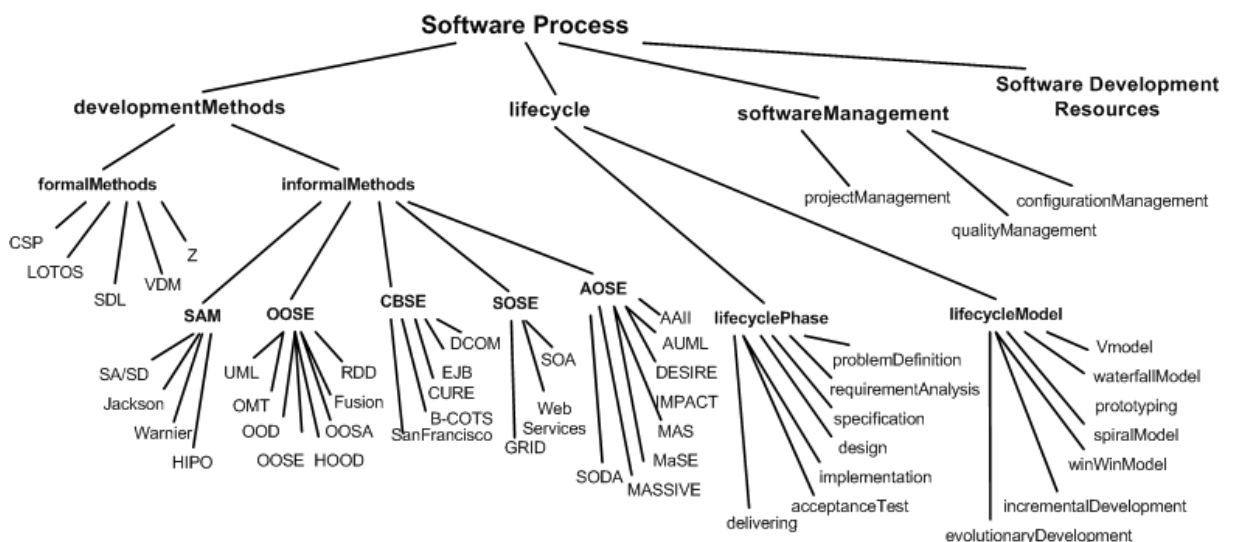 Software Process
Software Development
Resources
developmentMethods
lifecycle
softwareManagement
formalMethods
informalMethods
projectManagement
configurationManagement
qualityManagement
CSP
LOTOS
SDL
VDM
Z
SAM
OOSE
CBSE
SOSE
AOSE
lifecyclePhase
lifecycleModel
SA/SD
Jackson
Warnier
HIPO
UML
OMT
OOD
OOSE
HOOD
OOSA
Fusion
RDD
DCOM
EJB
CURE
B-COTS
SanFrancisco
SOA
Web
Services
GRID
AAII
AUML
DESIRE
IMPACT
MAS
MaSE
MASSIVE
SODA
problemDefinition
requirementAnalysis
specification
design
implementation
acceptanceTest
delivering
Vmodel
waterfallModel
prototyping
spiralModel
winWinModel
incrementalDevelopment
evolutionaryDevelopment